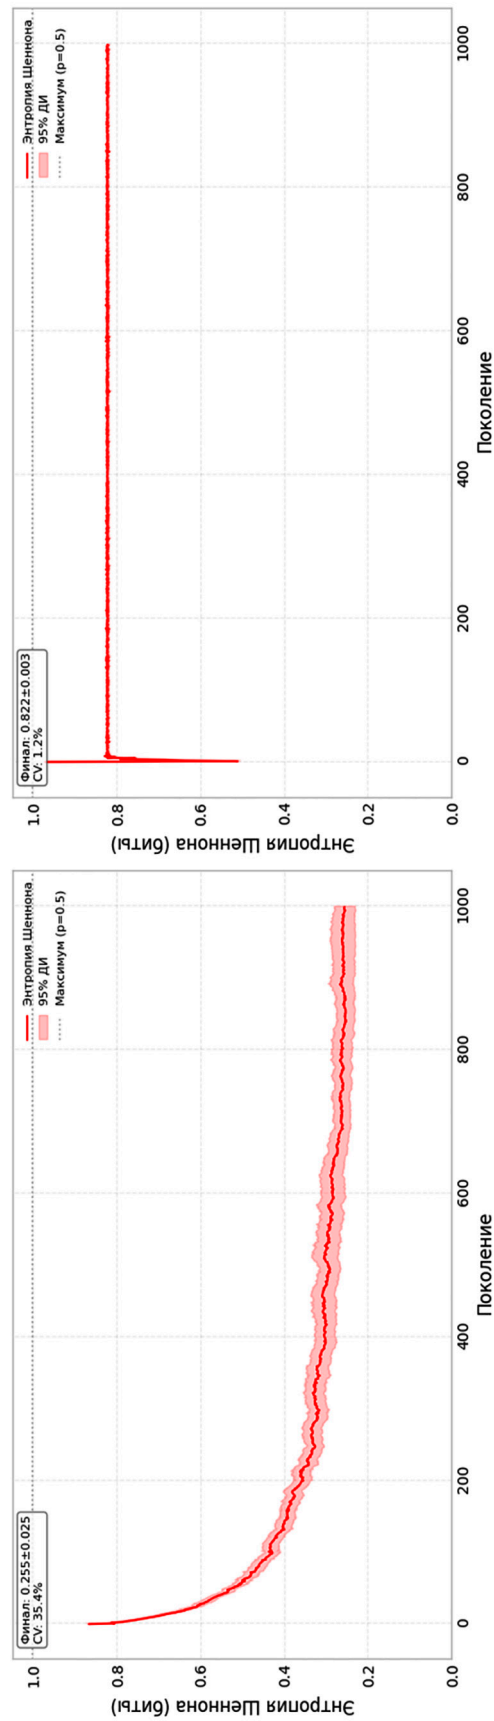 Финал: 0.255±0.025
CV: 35.4%
Энтропия Шеннона
95% ДИ
Максимум (p=0.5)
1.0
0.8
0.6
0.4
0.2
0.0
Энтропия Шеннона (биты)
0
200
400
600
800
1000
Поколение
Финал: 0.822±0.003
CV: 1.2%
Энтропия Шеннона
95% ДИ
Максимум (p=0.5)
1.0
0.8
0.6
0.4
0.2
0.0
Энтропия Шеннона (биты)
0
200
400
600
800
1000
Поколение